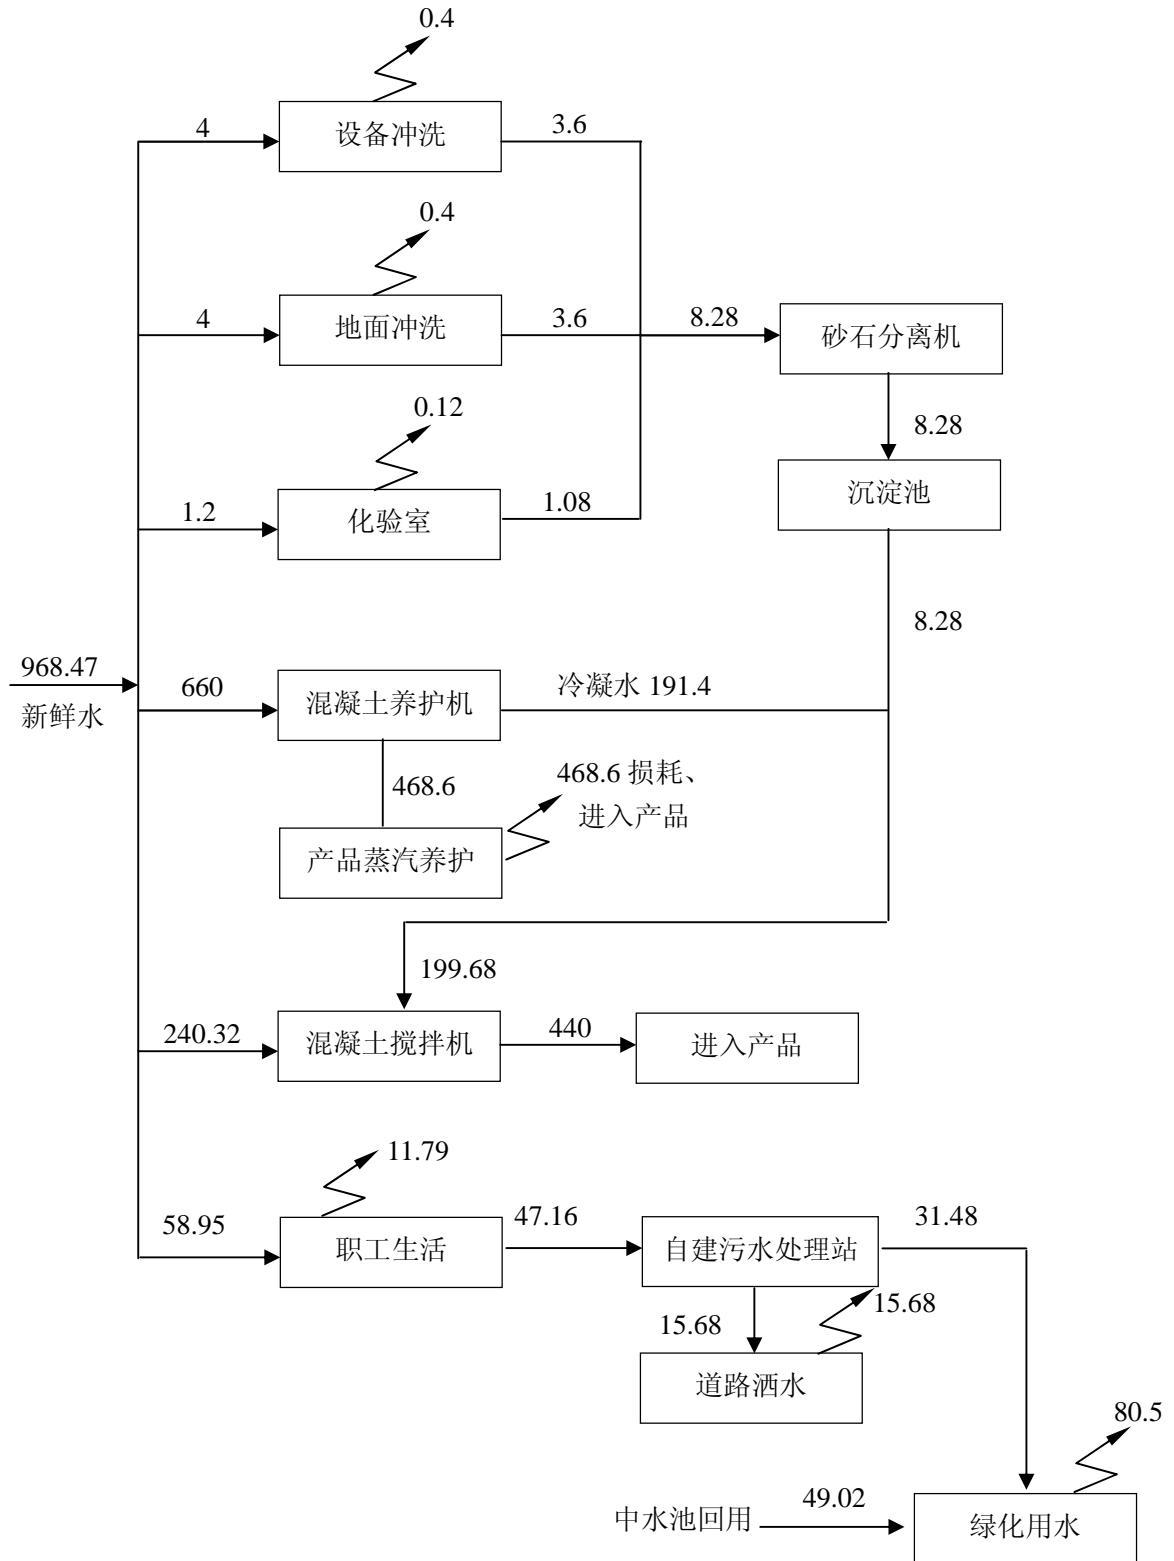 0.4
4
设备冲洗
3.6
0.4
4
地面冲洗
3.6
8.28
砂石分离机
8.28
0.12
1.2
化验室
1.08
沉淀池
8.28
968.47
新鲜水
660
混凝土养护机
冷凝水 191.4
468.6
468.6 损耗、
进入产品
产品蒸汽养护
199.68
240.32
混凝土搅拌机
440
进入产品
11.79
58.95
职工生活
47.16
自建污水处理站
31.48
15.68
15.68
道路洒水
80.5
中水池回用
49.02
绿化用水